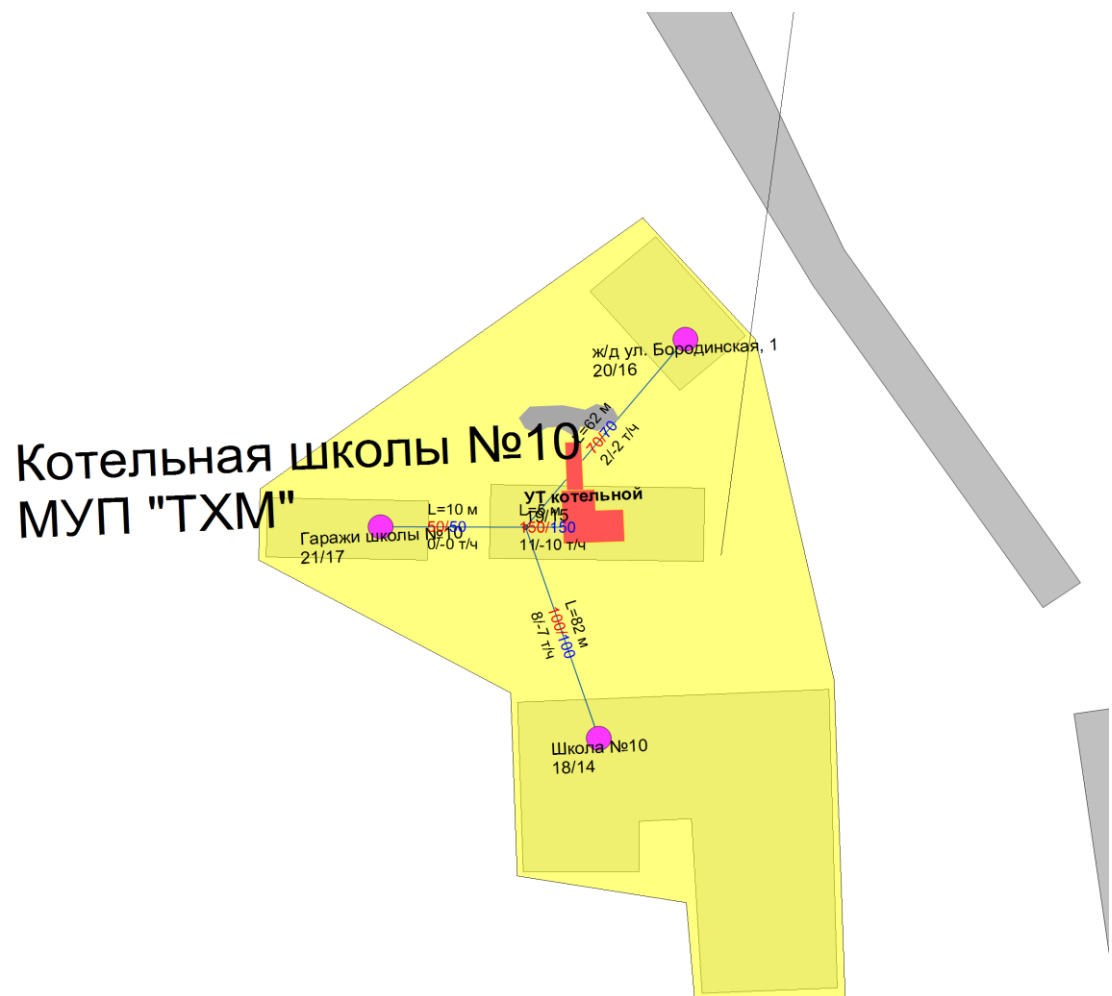 ж/д ул. Бородинская, 1
20/16
L=62 м
70/70
2/-2 т/ч
Котельная школы №10
МУП "ТХМ"
УТ котельной
19/15
L=10 м
50/50
0/-0 т/ч
L=5 м
150/150
11/-10 т/ч
Гаражи школы №10
21/17
L=82 м
100/100
8/-7 т/ч
Школа №10
18/14